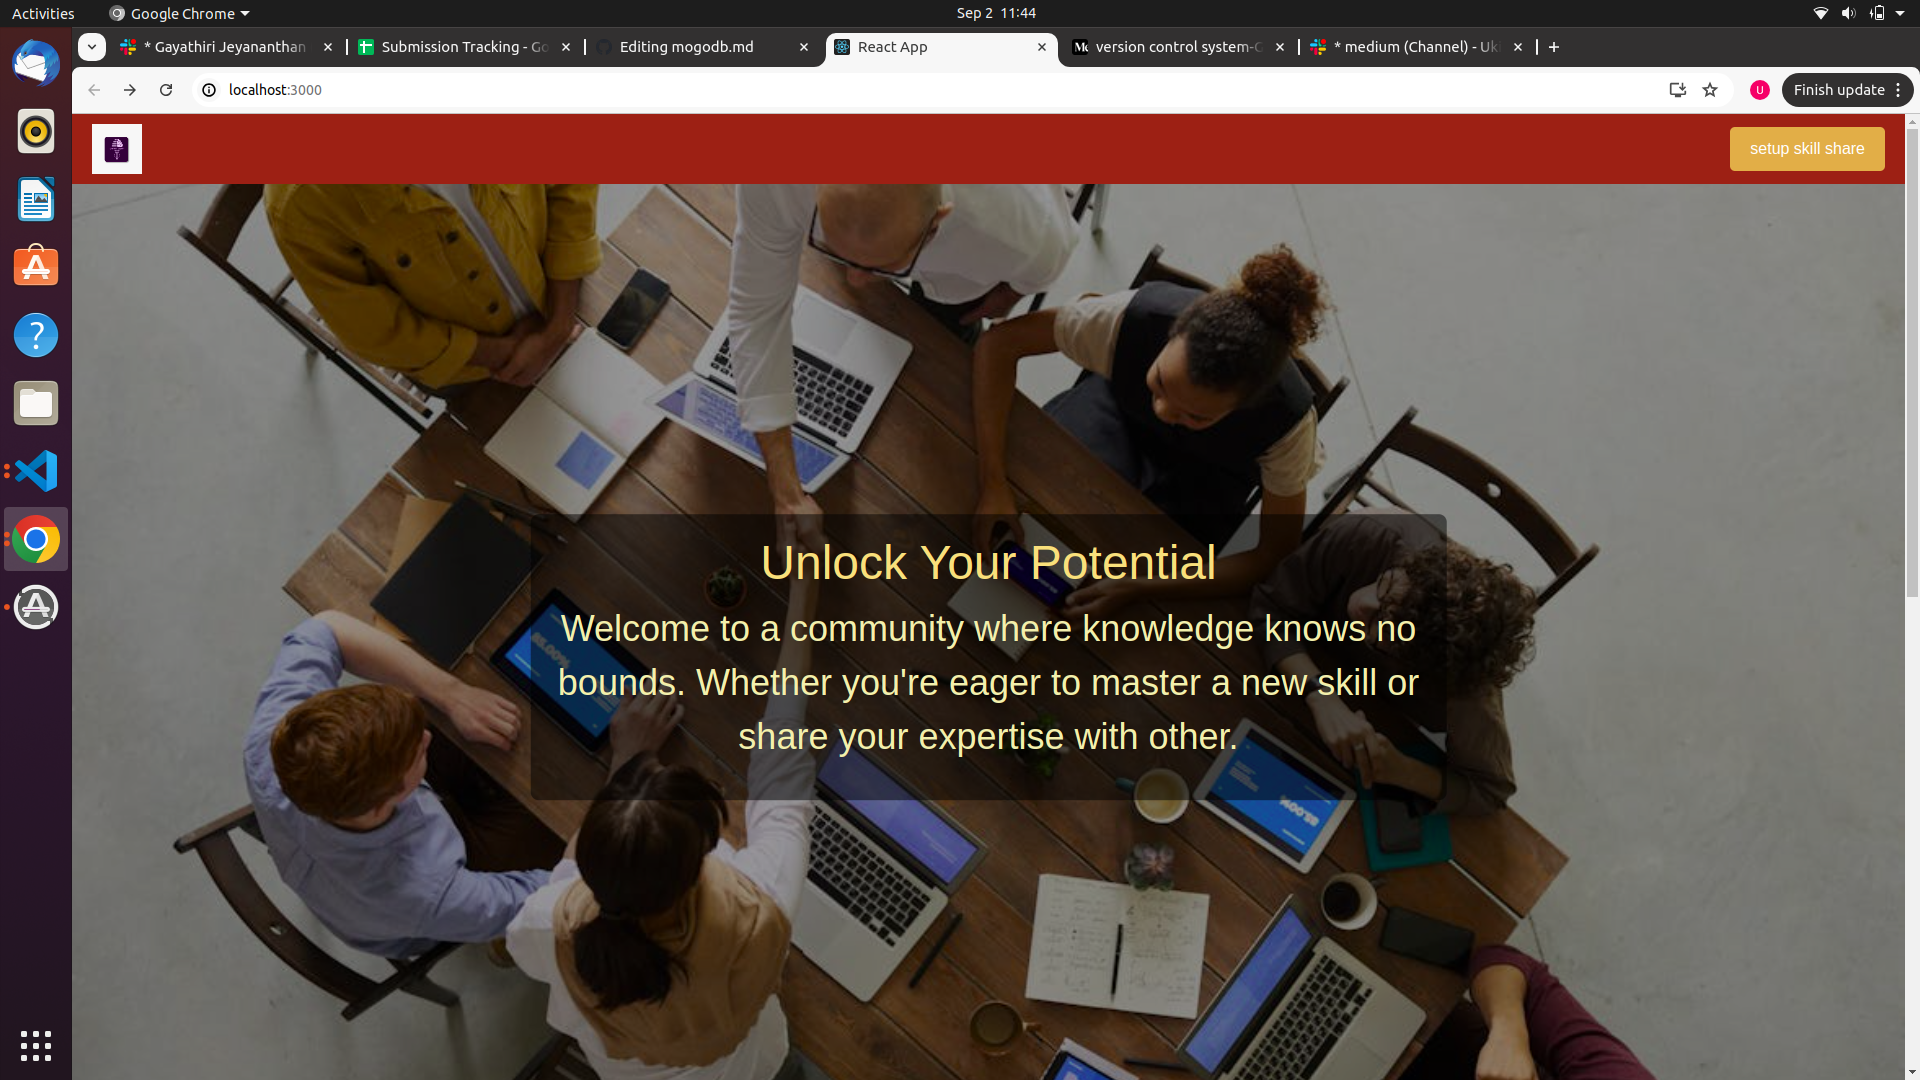 Activities
Google Chrome
Sep 2 11:44
* Gayathiri Jeyananthan
Submission Tracking - Go
Editing mogodb.md
React App
version control system-C
* medium (Channel) - Uki
localhost:3000
U
Finish update
setup skill share
Unlock Your Potential
Welcome to a community where knowledge knows no
bounds. Whether you're eager to master a new skill or
share your expertise with other.